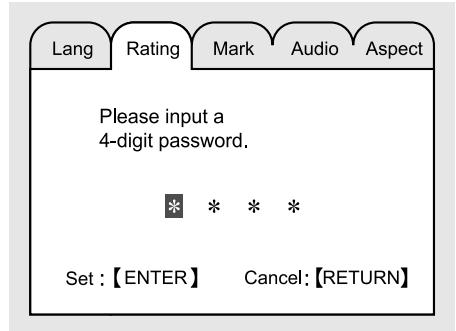 Lang Rating Mark Audio Aspect
Please input a
4-digit password.
* * * *
Set :【ENTER】 Cancel:【RETURN】